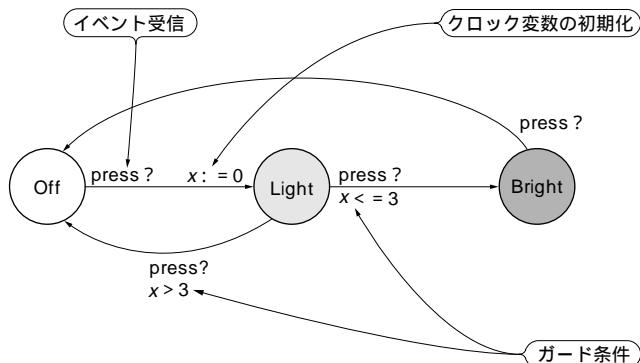 イベント受信
クロック変数の初期化
press？
Off
press？
x：=0
Light
press？
x<=3
Bright
press?
x>3
ガード条件